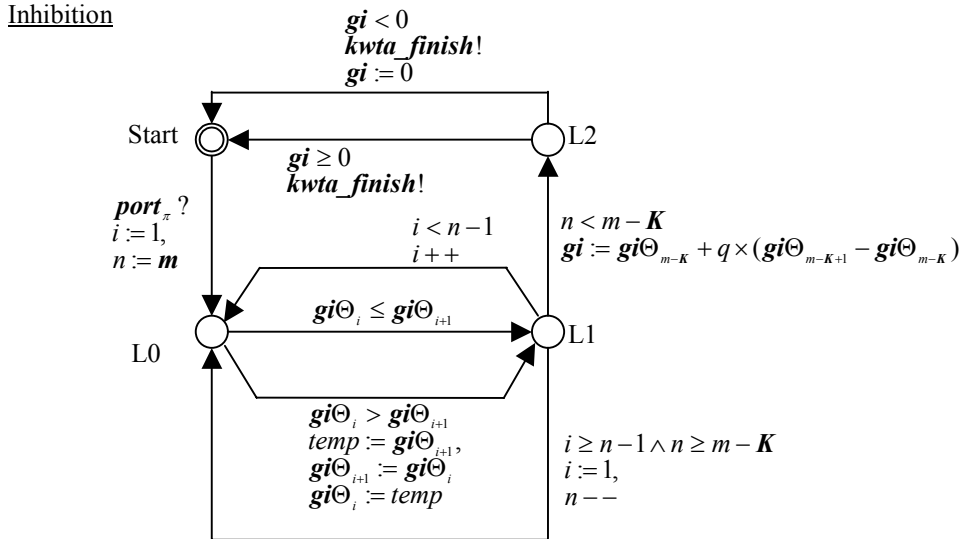 Inhibition
gi < 0
kwta_finish!
gi := 0
Start
L2
gi ≥ 0
kwta_finish!
port_π ?
i := 1,
n := m
i < n − 1
i + +
n < m − K
gi := giΘ_{m−K} + q × (giΘ_{m−K+1} − giΘ_{m−K})
giΘ_i ≤ giΘ_{i+1}
L0
L1
giΘ_i > giΘ_{i+1}
temp := giΘ_{i+1},
giΘ_{i+1} := giΘ_i
giΘ_i := temp
i ≥ n − 1 ∧ n ≥ m − K
i := 1,
n − −